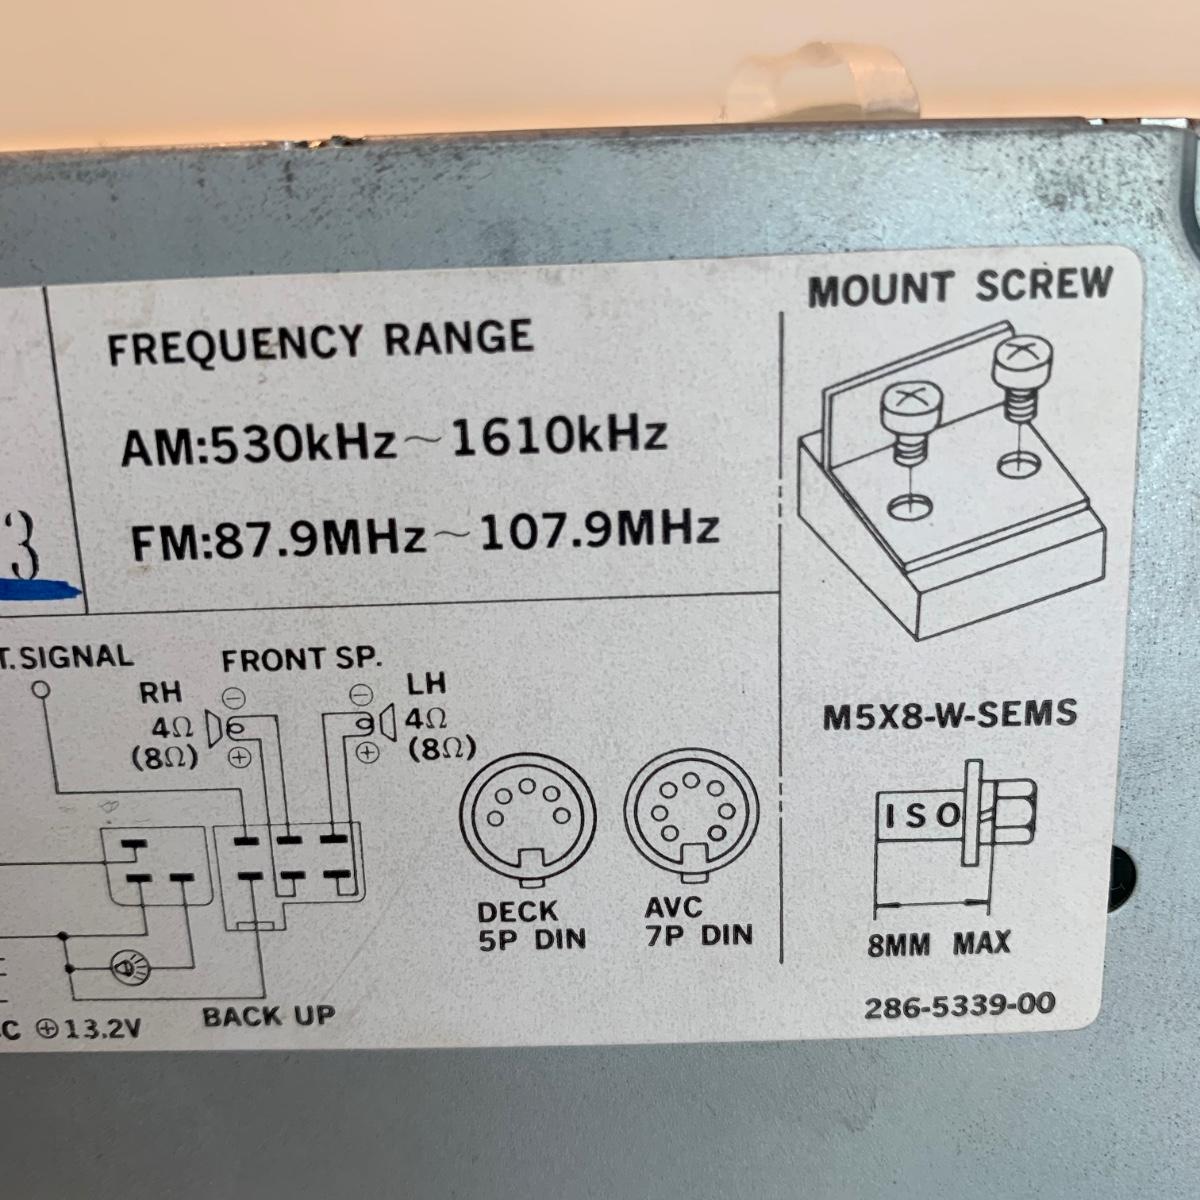 FREQUENCY RANGE
AM:530kHz~1610kHz
FM:87.9MHz~107.9MHz
3
MOUNT SCREW
M5X8-W-SEMS
ISO
8MM MAX
286-5339-00
T.SIGNAL
FRONT SP.
RH
4Ω
(8Ω)
⊖
⊕
⊖
⊕
LH
4Ω
(8Ω)
DECK
5P DIN
AVC
7P DIN
C ⊕13.2V
BACK UP